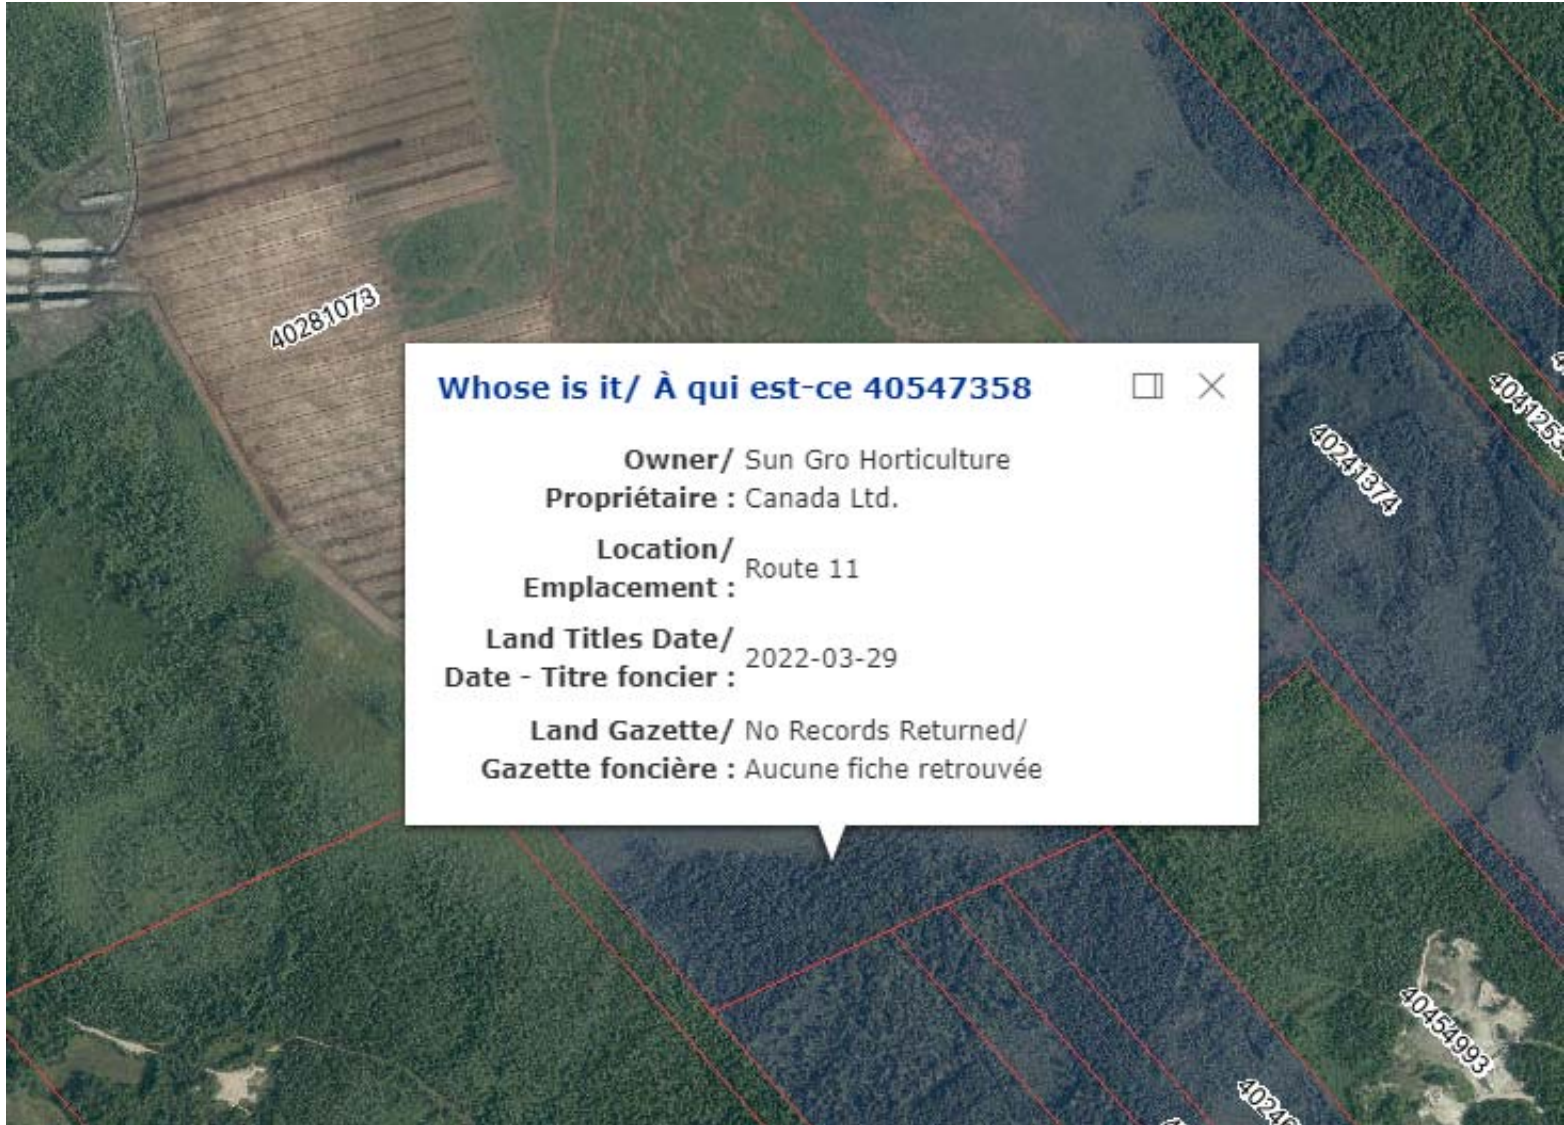 40281073
Whose is it/ À qui est-ce 40547358
Owner/ Sun Gro Horticulture
Propriétaire : Canada Ltd.
Location/
Emplacement : Route 11
Land Titles Date/
Date - Titre foncier : 2022-03-29
Land Gazette/ No Records Returned/
Gazette foncière : Aucune fiche retrouvée
40241374
40454993